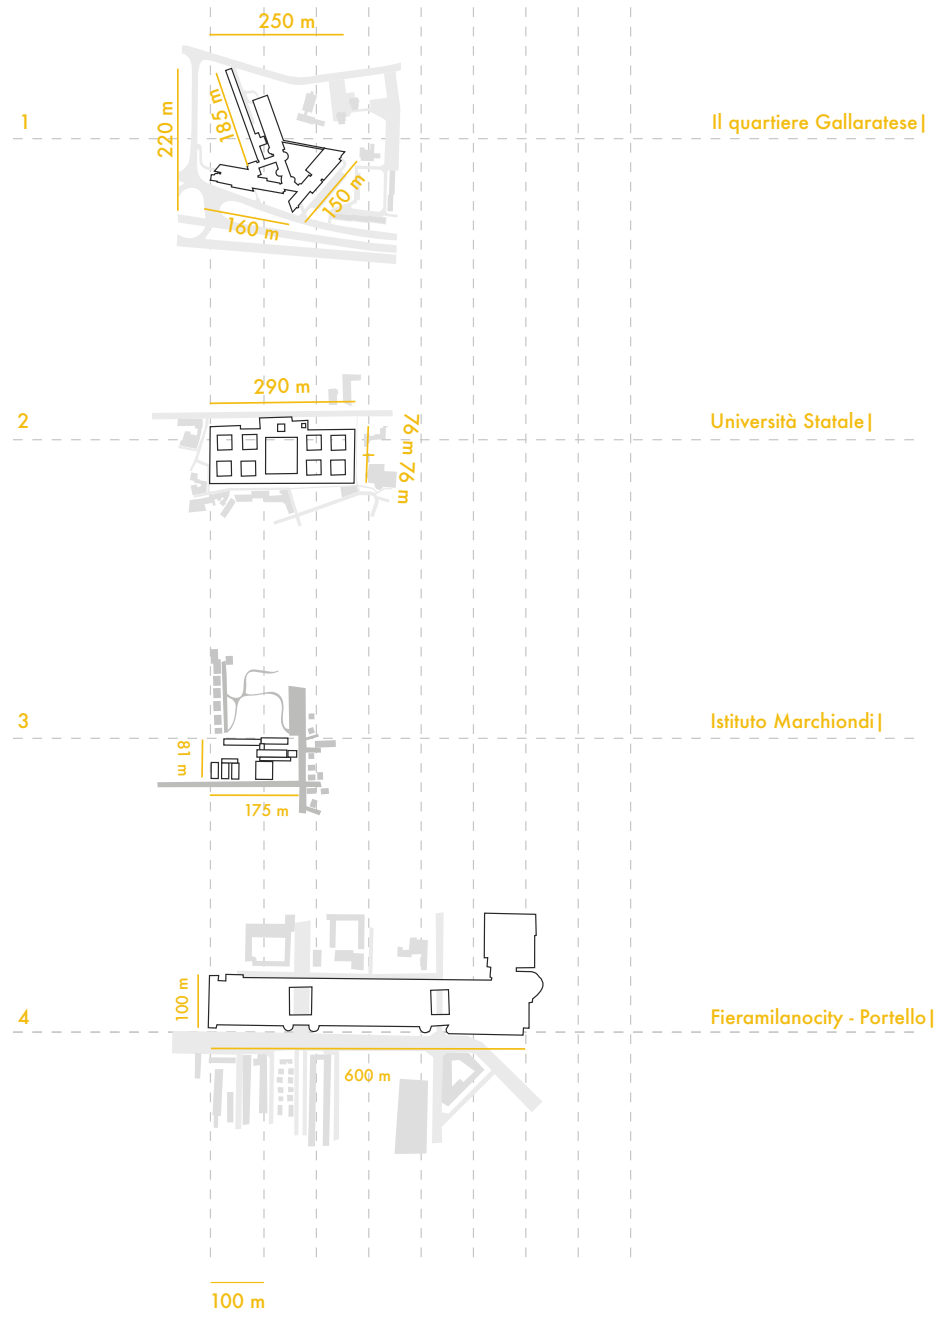 250 m
1
220 m
185 m
Il quartiere Gallaratese|
150 m
160 m
290 m
2
76 m 76 m
Università Statale|
3
81 m
Istituto Marchiondi|
175 m
100 m
4
Fieramilanocity - Portello|
600 m
100 m